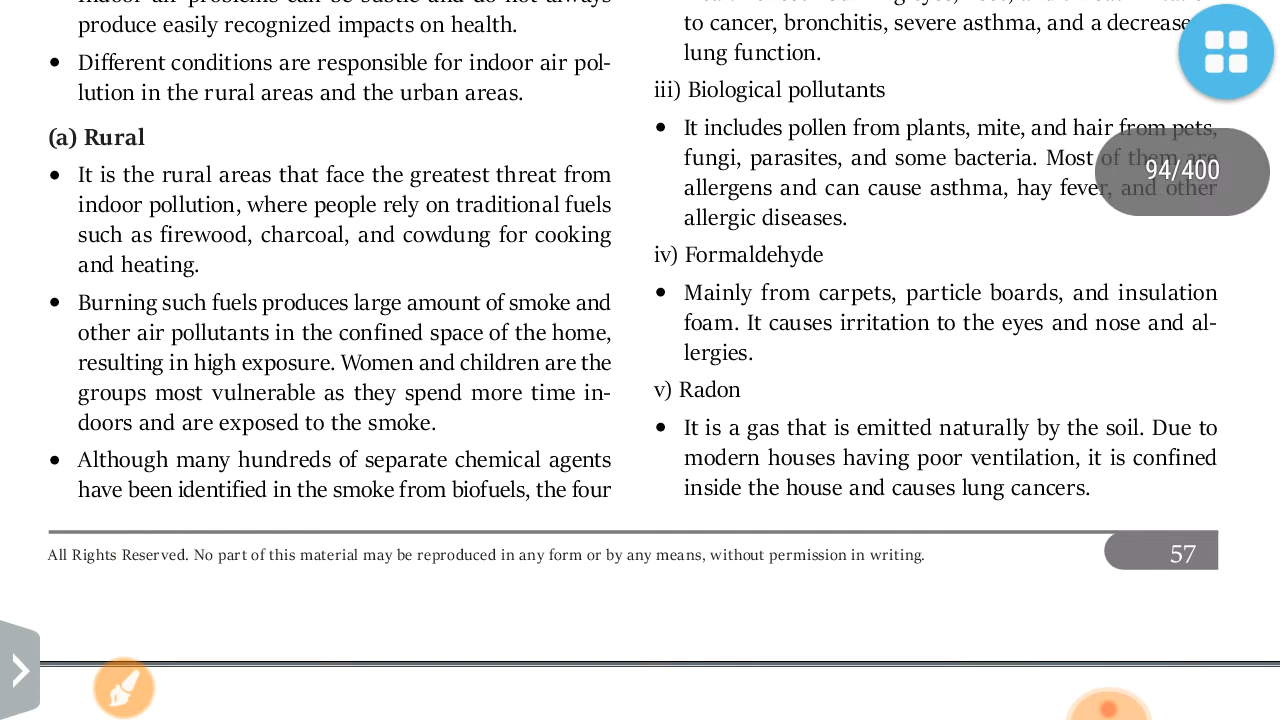 produce easily recognized impacts on health.
• Different conditions are responsible for indoor air pol-
lution in the rural areas and the urban areas.
(a) Rural
• It is the rural areas that face the greatest threat from
indoor pollution, where people rely on traditional fuels
such as firewood, charcoal, and cowdung for cooking
and heating.
• Burning such fuels produces large amount of smoke and
other air pollutants in the confined space of the home,
resulting in high exposure. Women and children are the
groups most vulnerable as they spend more time in-
doors and are exposed to the smoke.
• Although many hundreds of separate chemical agents
have been identified in the smoke from biofuels, the four
to cancer, bronchitis, severe asthma, and a decrease
lung function.
iii) Biological pollutants
• It includes pollen from plants, mite, and hair from pets,
fungi, parasites, and some bacteria. Most of them are
allergens and can cause asthma, hay fever, and other
allergic diseases.
iv) Formaldehyde
• Mainly from carpets, particle boards, and insulation
foam. It causes irritation to the eyes and nose and al-
lergies.
v) Radon
• It is a gas that is emitted naturally by the soil. Due to
modern houses having poor ventilation, it is confined
inside the house and causes lung cancers.
94/400
All Rights Reserved. No part of this material may be reproduced in any form or by any means, without permission in writing.
57